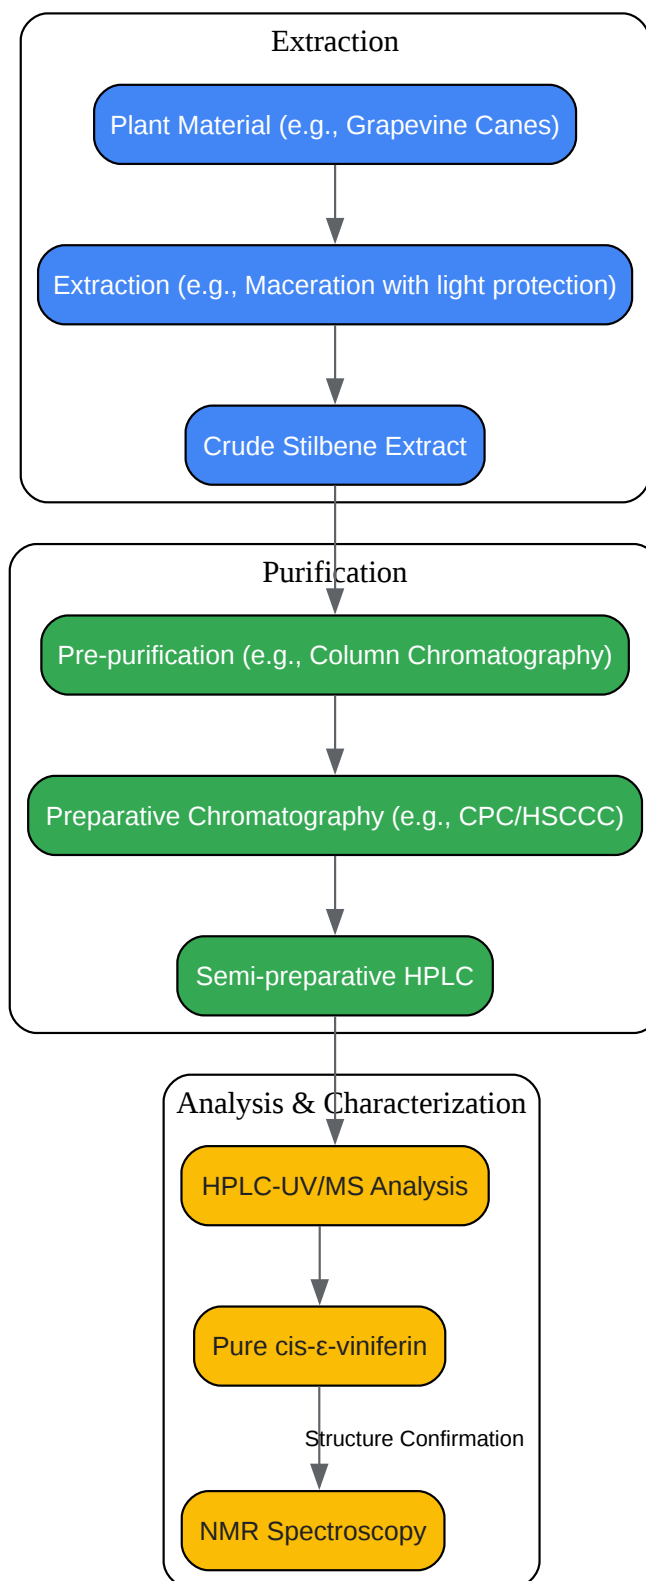 Extraction
Plant Material (e.g., Grapevine Canes)
Extraction (e.g., Maceration with light protection)
Crude Stilbene Extract
Purification
Pre-purification (e.g., Column Chromatography)
Preparative Chromatography (e.g., CPC/HSCCC)
Semi-preparative HPLC
Analysis & Characterization
HPLC-UV/MS Analysis
Pure cis-ε-viniferin
Structure Confirmation
NMR Spectroscopy